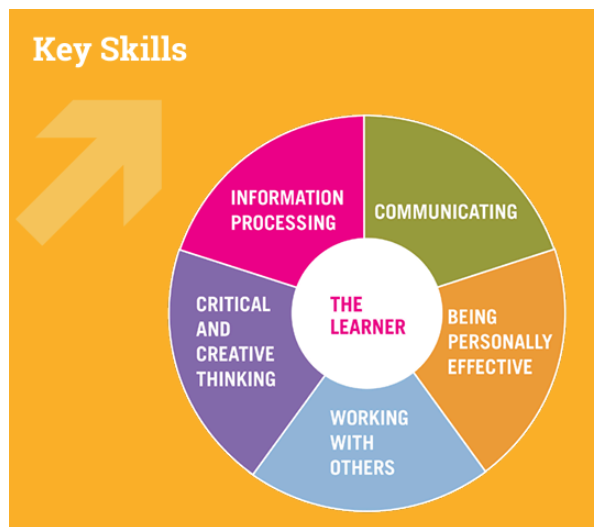 Key Skills
INFORMATION
PROCESSING
COMMUNICATING
CRITICAL
AND
CREATIVE
THINKING
THE
LEARNER
BEING
PERSONALLY
EFFECTIVE
WORKING
WITH
OTHERS